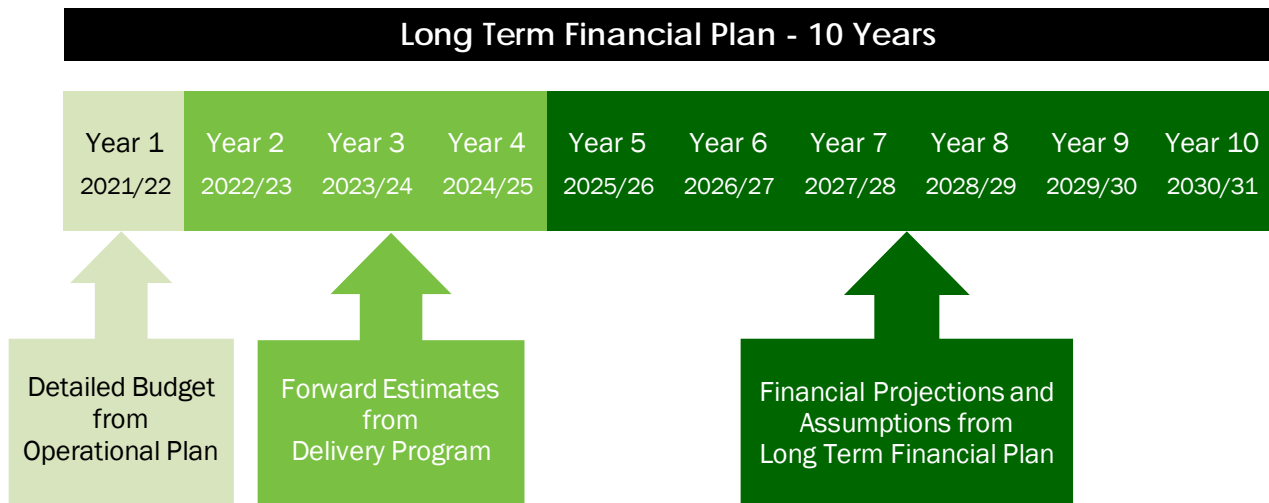 Long Term Financial Plan - 10 Years
Year 1 Year 2 Year 3 Year 4 Year 5 Year 6 Year 7 Year 8 Year 9 Year 10
2021/22 2022/23 2023/24 2024/25 2025/26 2026/27 2027/28 2028/29 2029/30 2030/31
Detailed Budget
from
Operational Plan
Forward Estimates
from
Delivery Program
Financial Projections and
Assumptions from
Long Term Financial Plan